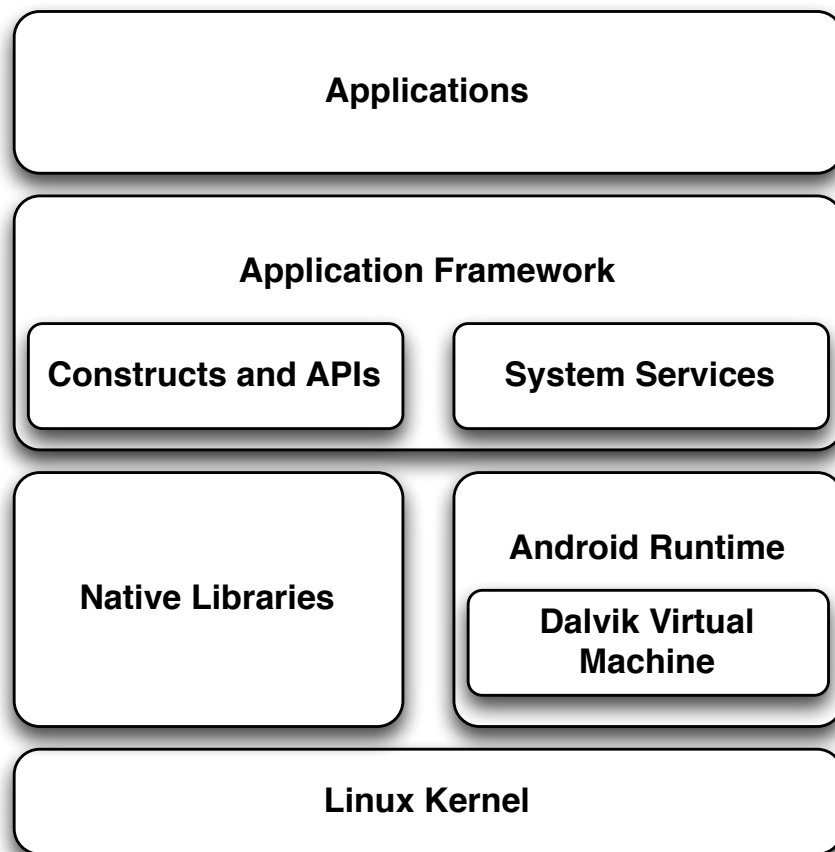 Applications
Application Framework
Constructs and APIs
System Services
Native Libraries
Android Runtime
Dalvik Virtual
Machine
Linux Kernel